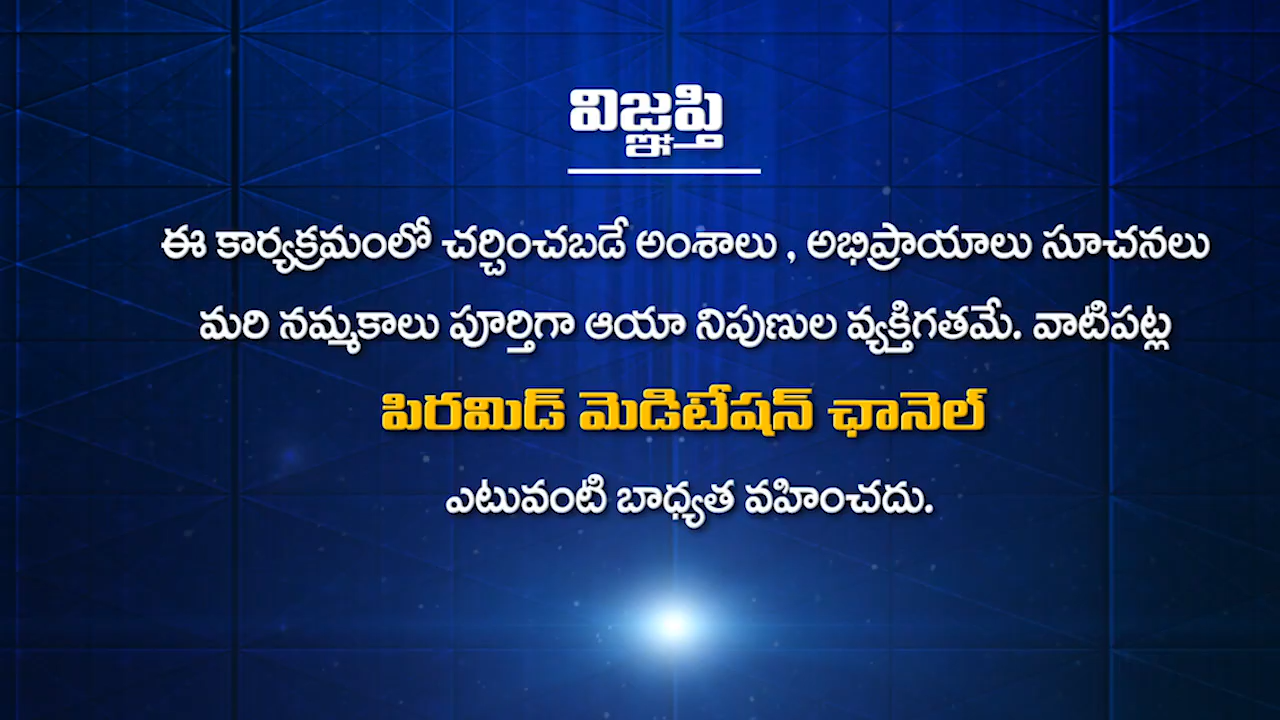 విజ్ఞప్తి
ఈ కార్యక్రమంలో చర్చించబడే అంశాలు , అభిప్రాయాలు సూచనలు
మరి నమ్మకాలు పూర్తిగా ఆయా నిపుణుల వ్యక్తిగతమే. వాటిపట్ల
పిరమిడ్ మెడిటేషన్ ఛానెల్
ఎటువంటి బాధ్యత వహించదు.